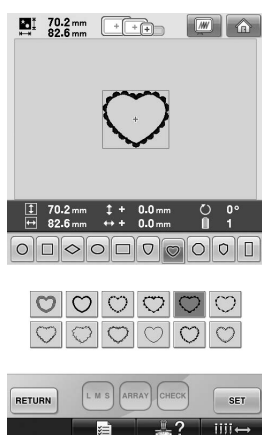 70.2 mm
82.6 mm
70.2 mm + 0.0 mm 0°
82.6 mm + 0.0 mm 1
RETURN L M S ARRAY CHECK SET
?